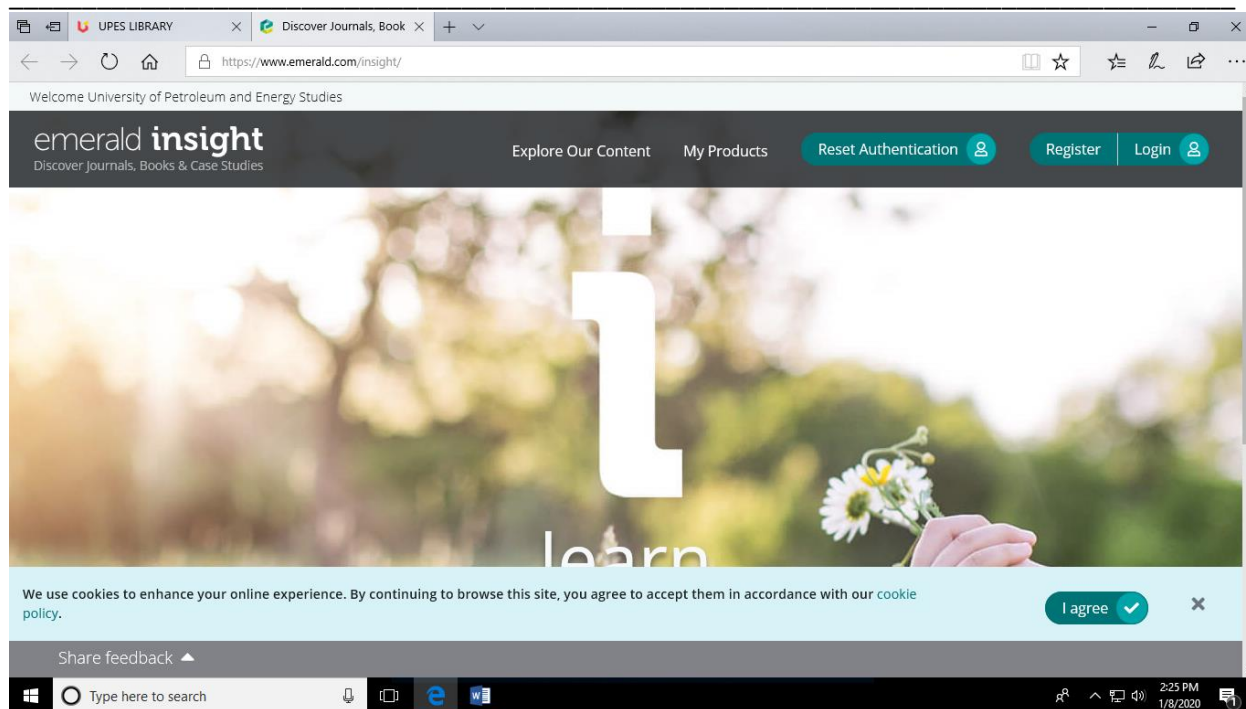 UPES LIBRARY
Discover Journals, Book
https://www.emerald.com/insight/
Welcome University of Petroleum and Energy Studies
emerald insight
Discover Journals, Books & Case Studies
Explore Our Content
My Products
Reset Authentication
Register
Login
i
learn
We use cookies to enhance your online experience. By continuing to browse this site, you agree to accept them in accordance with our cookie
policy.
I agree
Share feedback
Type here to search
2:25 PM
1/8/2020